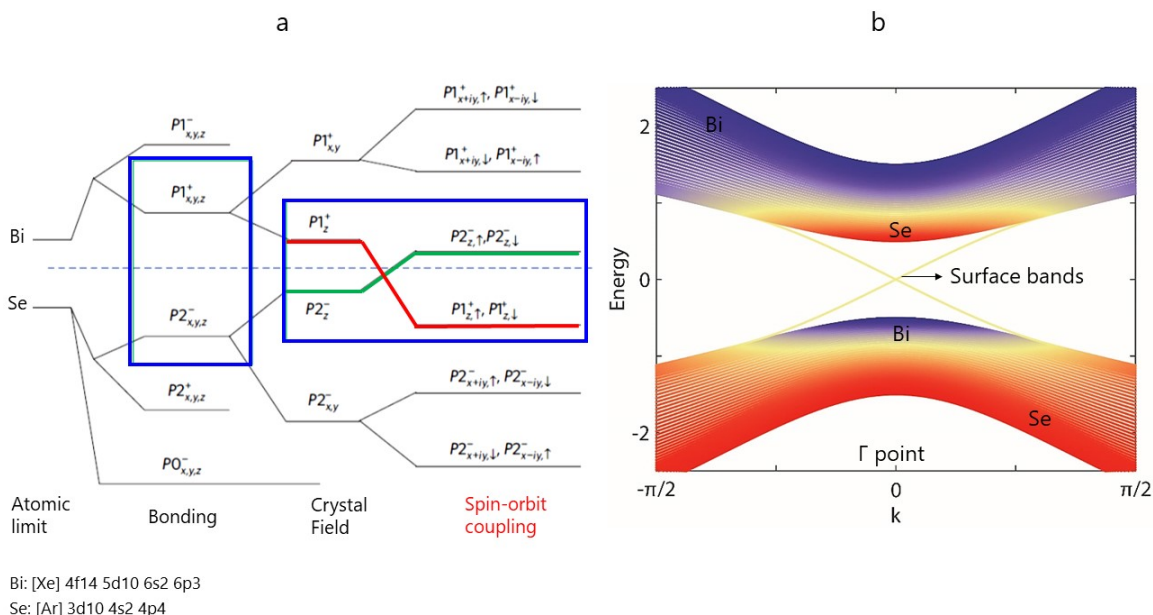 a
b
P1⁺x+iy,↑, P1⁺x−iy,↓
P1⁻x,y,z
P1⁺x,y
P1⁺x+iy,↓, P1⁺x−iy,↑
P1⁺x,y,z
Bi
P1⁺z
P2⁻z,↑,P2⁻z,↓
Se
P2⁻z
P1⁺z,↑, P1⁺z,↓
P2⁻x,y,z
P2⁺x,y,z
P2⁻x,y
P2⁻x+iy,↑, P2⁻x−iy,↓
P2⁻x+iy,↓, P2⁻x−iy,↑
P0⁻x,y,z
Atomic
limit
Bonding
Crystal
Field
Spin-orbit
coupling
Bi: [Xe] 4f14 5d10 6s2 6p3
Se: [Ar] 3d10 4s2 4p4
Energy
2
0
-2
Bi
Se
Surface bands
Bi
Se
Γ point
-π/2
0
π/2
k